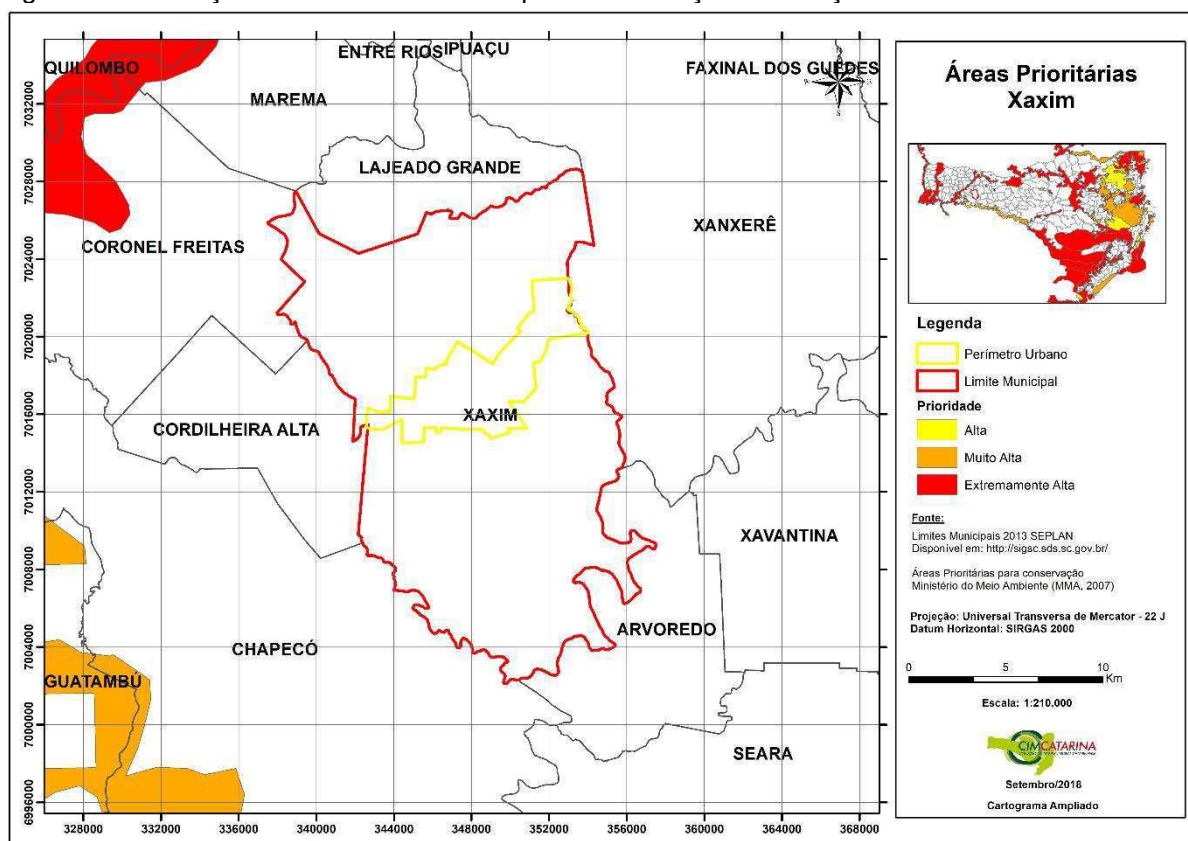 ENTRE RIOS
IPUAÇU
QUILOMBO
FAXINAL DOS GUEDES
MAREMA
LAJEADO GRANDE
XANXERÊ
CORONEL FREITAS
XAXIM
CORDILHEIRA ALTA
XAVANTINA
ARVOREDO
CHAPECÓ
GUATAMBÚ
SEARA
7032000
7028000
7024000
7020000
7016000
7012000
7008000
7004000
7000000
6996000
328000 332000 336000 340000 344000 348000 352000 356000 360000 364000 368000
Áreas Prioritárias
Xaxim
Legenda
Perímetro Urbano
Limite Municipal
Prioridade
Alta
Muito Alta
Extremamente Alta
Fonte:
Limites Municipais 2013 SEPLAN
Disponível em: http://sigsc.sds.sc.gov.br/
Áreas Prioritárias para conservação
Ministério do Meio Ambiente (MMA, 2007)
Projeção: Universal Transversa de Mercator - 22 J
Datum Horizontal: SIRGAS 2000
0 5 10
Km
Escala: 1:210.000
CIMCATARINA
Setembro/2018
Cartograma Ampliado